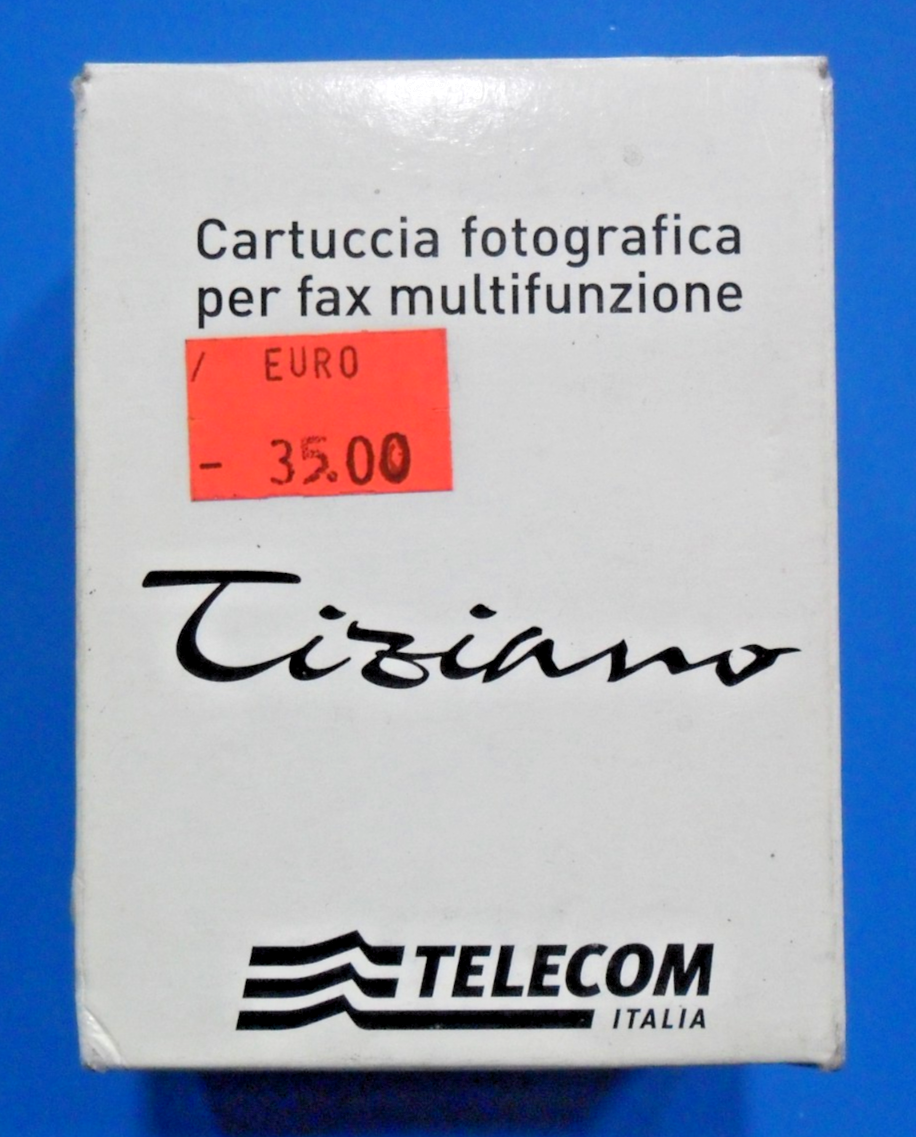 Cartuccia fotografica
per fax multifunzione
/ EURO
- 35.00
Tiziano
TELECOM
ITALIA